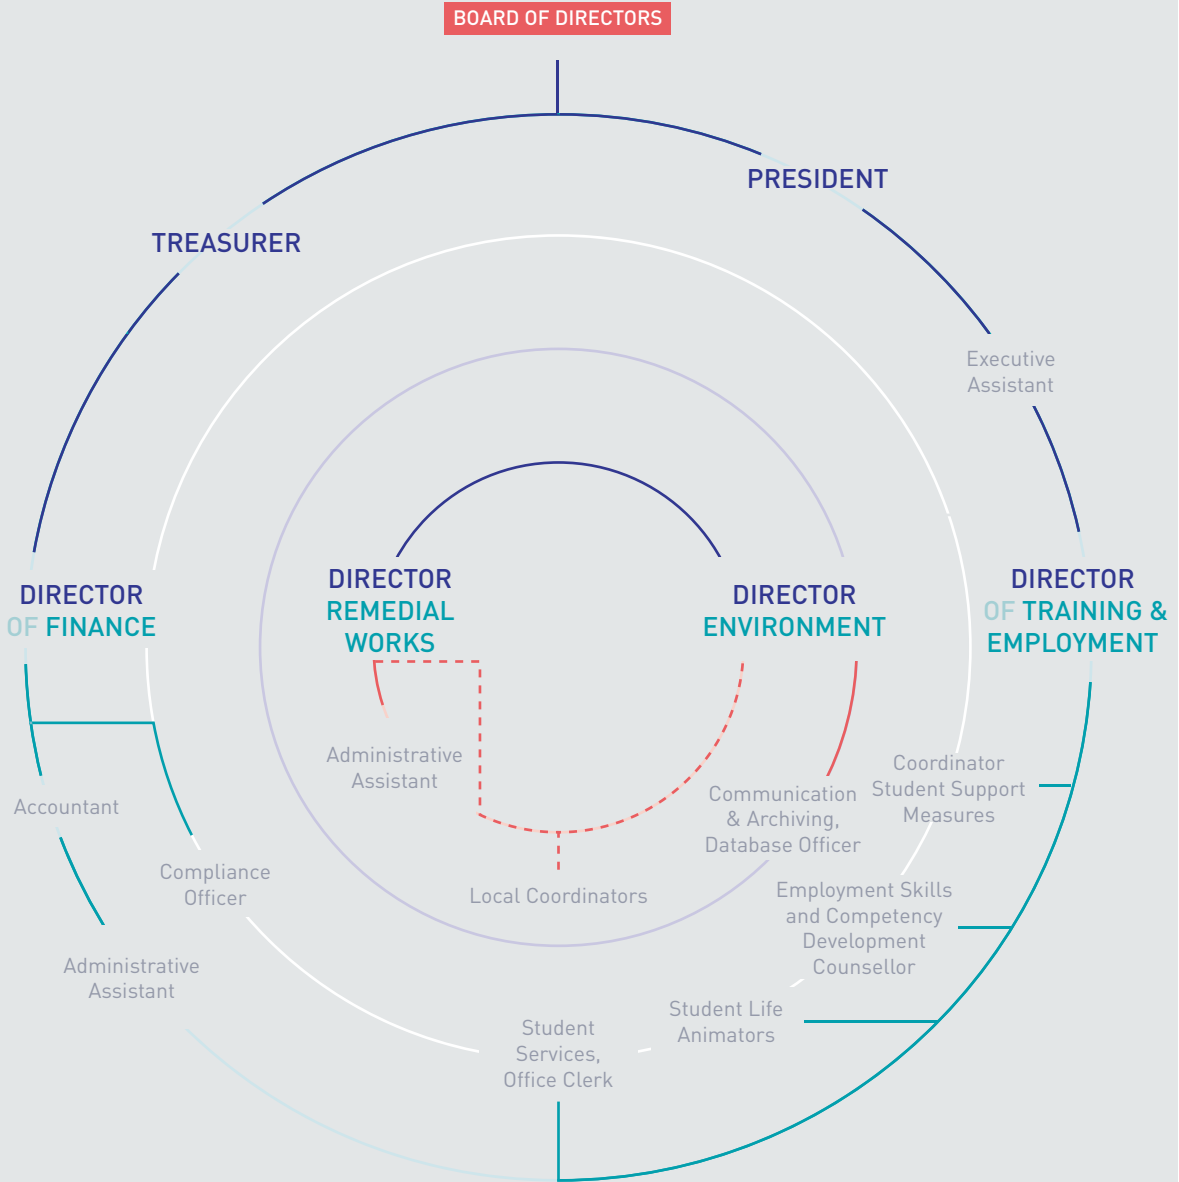 BOARD OF DIRECTORS
PRESIDENT
TREASURER
Executive
Assistant
DIRECTOR
OF FINANCE
DIRECTOR
REMEDIAL
WORKS
DIRECTOR
ENVIRONMENT
DIRECTOR
OF TRAINING &
EMPLOYMENT
Administrative
Assistant
Communication
& Archiving,
Database Officer
Coordinator
Student Support
Measures
Accountant
Compliance
Officer
Local Coordinators
Employment Skills
and Competency
Development
Counsellor
Administrative
Assistant
Student Life
Animators
Student
Services,
Office Clerk